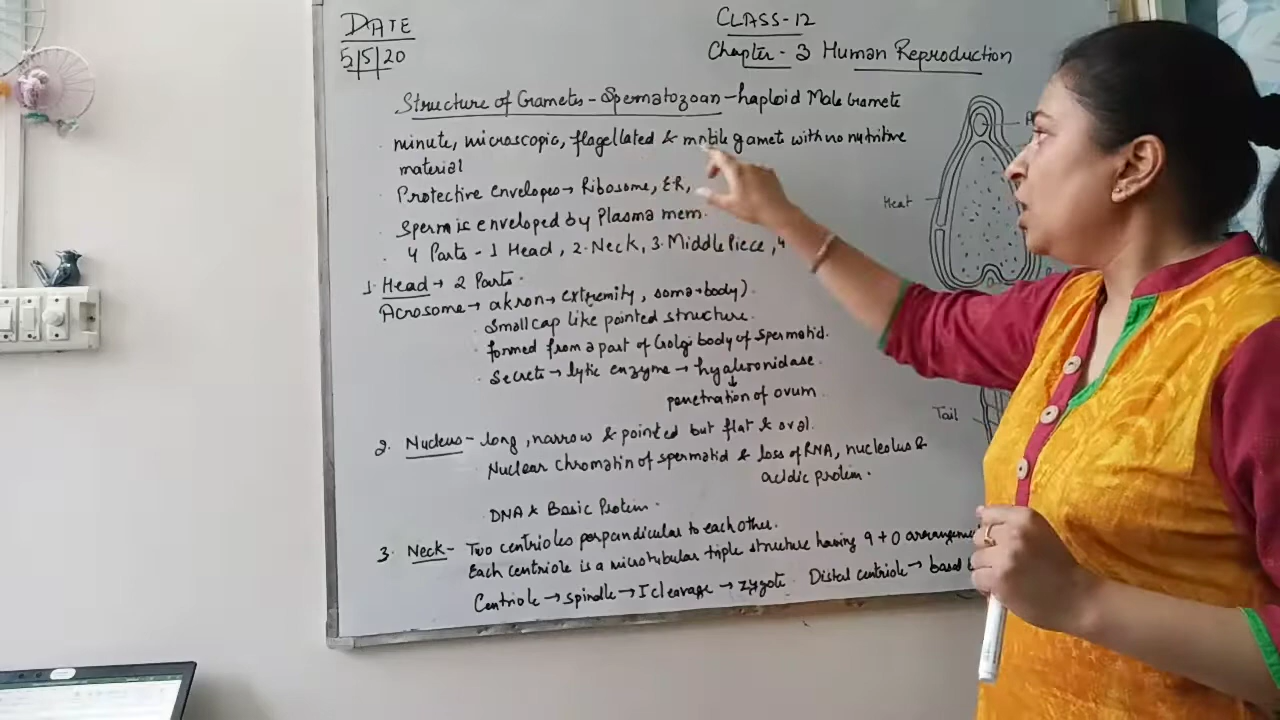 DATE
5/5/20
CLASS-12
Chapter-3 Human Reproduction
Structure of Gametes - Spermatozoan - haploid Male Gamete
minute, microscopic, flagellated & motile gamet with no nutritive
material
Protective envelopes → Ribosome, ER,
Sperm is enveloped by Plasma mem.
4 Parts - 1 Head, 2. Neck, 3. Middle Piece, 4
1. Head → 2 Parts.
Acrosome → akron → extremity, soma → body).
Small cap like pointed structure.
formed from a part of Golgi body of Spermatid.
Secrets → lytic enzyme → hyaluronidase.
↓
penetration of ovum
2. Nucleus - long, narrow & pointed but flat & oval.
Nuclear chromatin of spermatid & loss of RNA, nucleolus &
acidic protein.
DNA & Basic Protein.
3. Neck - Two centrioles perpandicular to each other.
Each centriole is a microtubular triple structure having 9 + 0 arrangeme
Centriole → spindle → I cleavage → zygote. Distal centriole → basal
Heat
Tail